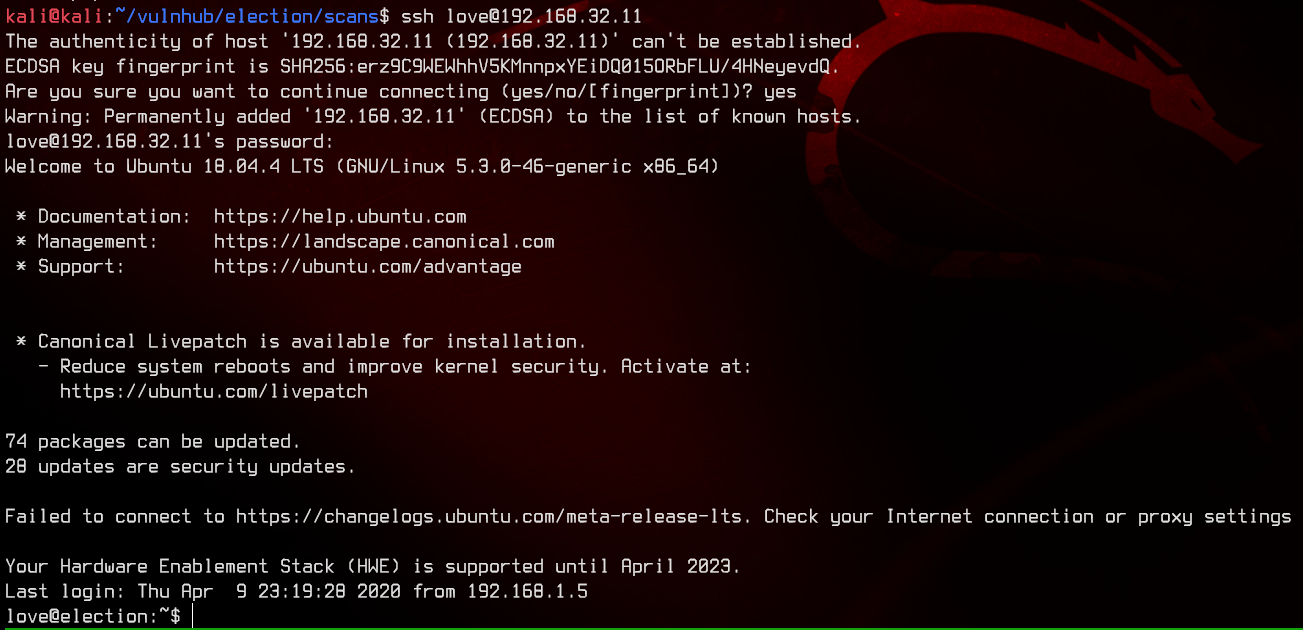 kali@kali:~/vulnhub/election/scans$ ssh love@192.168.32.11
The authenticity of host '192.168.32.11 (192.168.32.11)' can't be established.
ECDSA key fingerprint is SHA256:erz9C9WEWhhV5KMnnpxYEiDQ015ORbFLU/4HNeyevdQ.
Are you sure you want to continue connecting (yes/no/[fingerprint])? yes
Warning: Permanently added '192.168.32.11' (ECDSA) to the list of known hosts.
love@192.168.32.11's password:
Welcome to Ubuntu 18.04.4 LTS (GNU/Linux 5.3.0-46-generic x86_64)
 * Documentation:  https://help.ubuntu.com
 * Management:     https://landscape.canonical.com
 * Support:        https://ubuntu.com/advantage
 * Canonical Livepatch is available for installation.
   - Reduce system reboots and improve kernel security. Activate at:
     https://ubuntu.com/livepatch
74 packages can be updated.
28 updates are security updates.
Failed to connect to https://changelogs.ubuntu.com/meta-release-lts. Check your Internet connection or proxy settings
Your Hardware Enablement Stack (HWE) is supported until April 2023.
Last login: Thu Apr  9 23:19:28 2020 from 192.168.1.5
love@election:~$